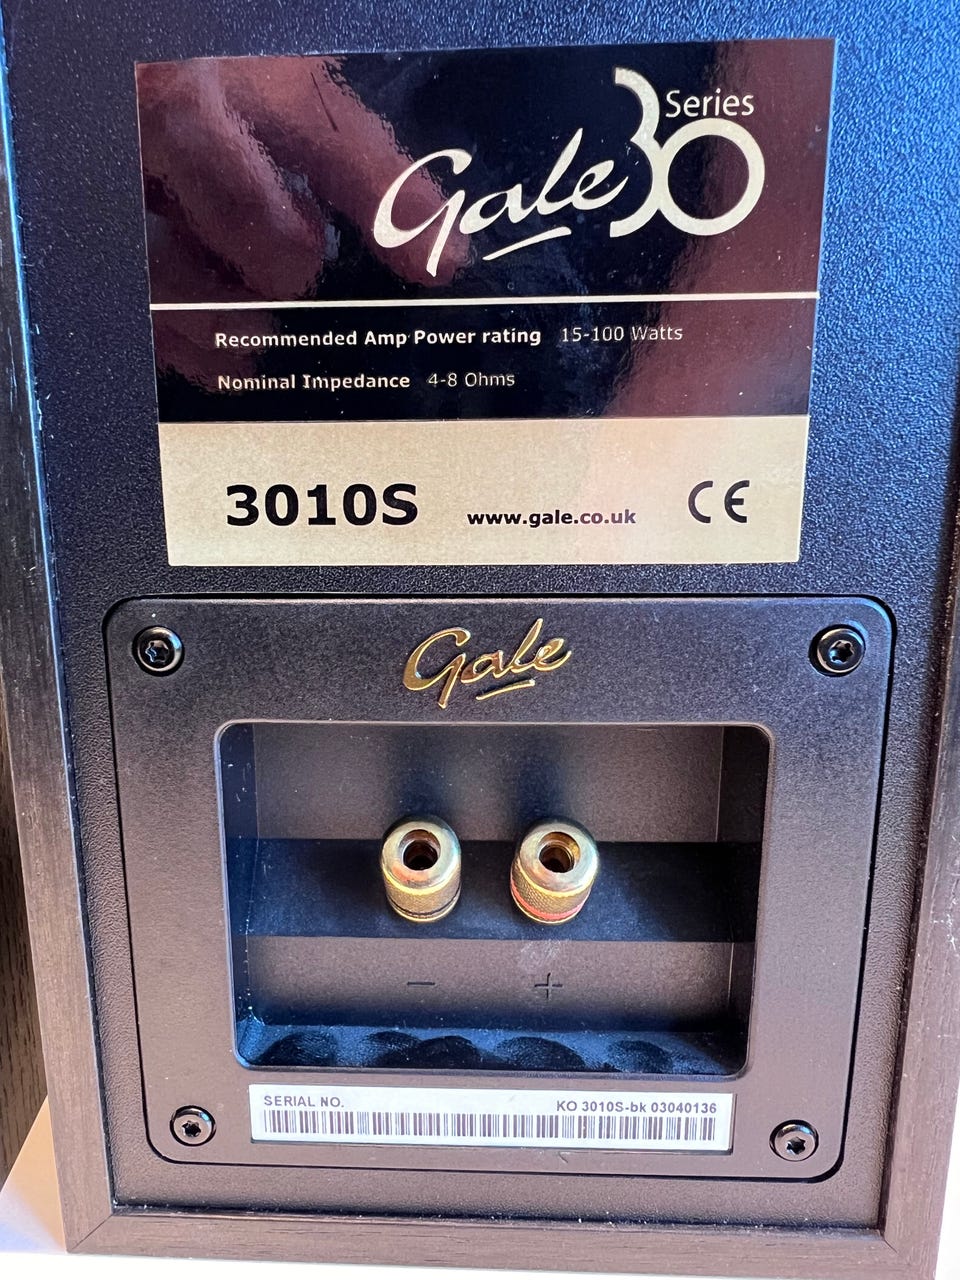 Gale 30 Series
Recommended Amp Power rating 15-100 Watts
Nominal Impedance 4-8 Ohms
3010S www.gale.co.uk CE
Gale
- +
SERIAL NO. KO 3010S-bk 03040136